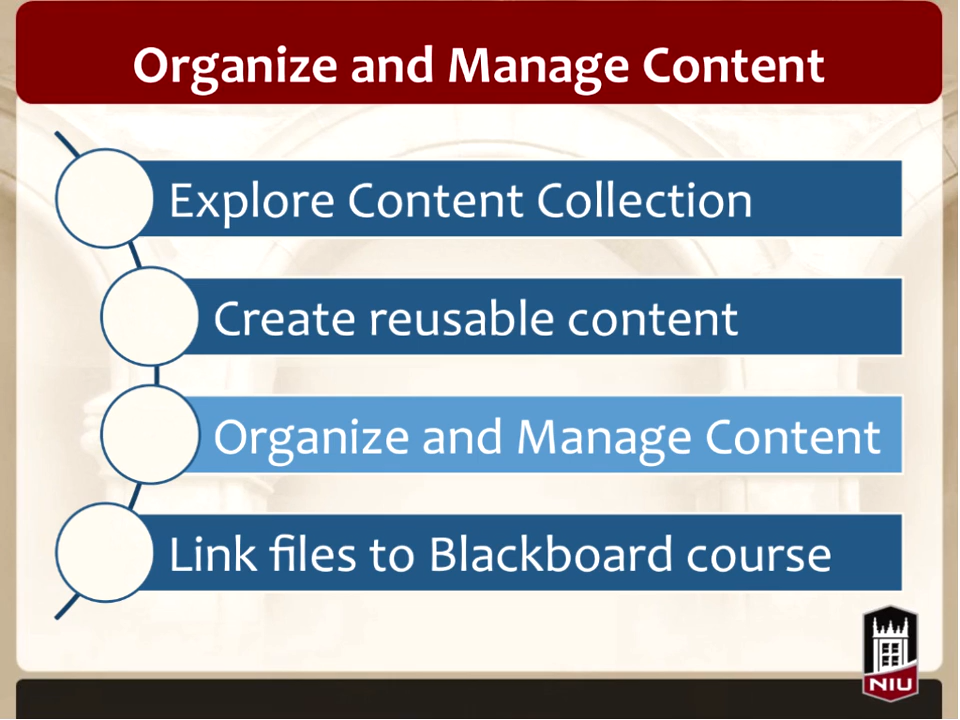 Organize and Manage Content
Explore Content Collection
Create reusable content
Organize and Manage Content
Link files to Blackboard course
NIU